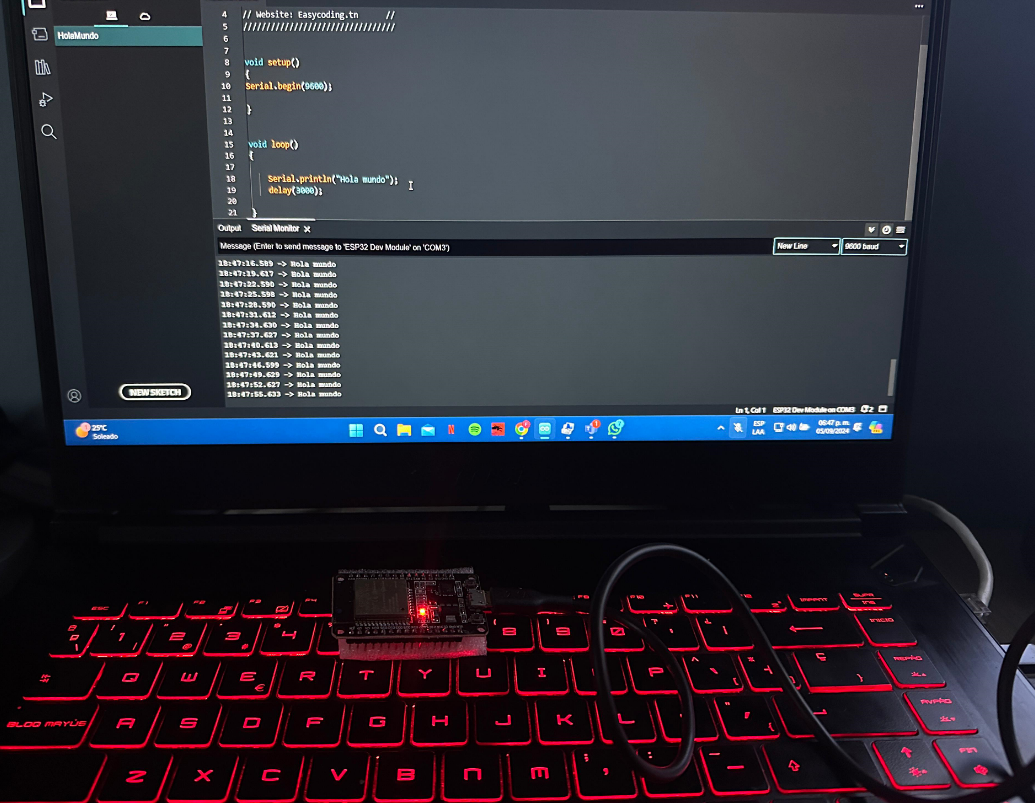 4 // Website: Easycoding.tn //
5 ////////////////////////////////
6
7
8 void setup()
9 {
10 Serial.begin(9600);
11
12 }
13
14
15 void loop()
16 {
17
18 Serial.println("Hola mundo");
19 delay(3000);
20
21 }
HolaMundo
NEW SKETCH
Output Serial Monitor
Message (Enter to send message to 'ESP32 Dev Module' on 'COM3')
New Line
9600 baud
18:47:16.589 -> Hola mundo
18:47:19.617 -> Hola mundo
18:47:22.590 -> Hola mundo
18:47:25.598 -> Hola mundo
18:47:28.590 -> Hola mundo
18:47:31.612 -> Hola mundo
18:47:34.630 -> Hola mundo
18:47:37.627 -> Hola mundo
18:47:40.613 -> Hola mundo
18:47:43.621 -> Hola mundo
18:47:46.599 -> Hola mundo
18:47:49.629 -> Hola mundo
18:47:52.627 -> Hola mundo
18:47:55.633 -> Hola mundo
Ln 1, Col 1 ESP32 Dev Module on COM3 2
25°C
Soleado
ESP
LAA
06:47 p. m.
05/09/2024
ESC F1 F2 F3 F4 F11
1 2 3 4 8 9 0 INICIO
Q W E € R T Y U I P REPÁG
BLOQ MAYÚS A S D F G H J K L AVPÁG
Z X C V B N M FIN